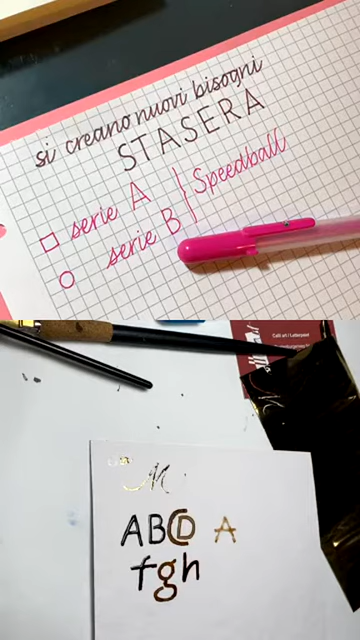 si creano nuovi bisogni
STASERA
serie A
serie B
Speedball
M
ABCD A
fgh